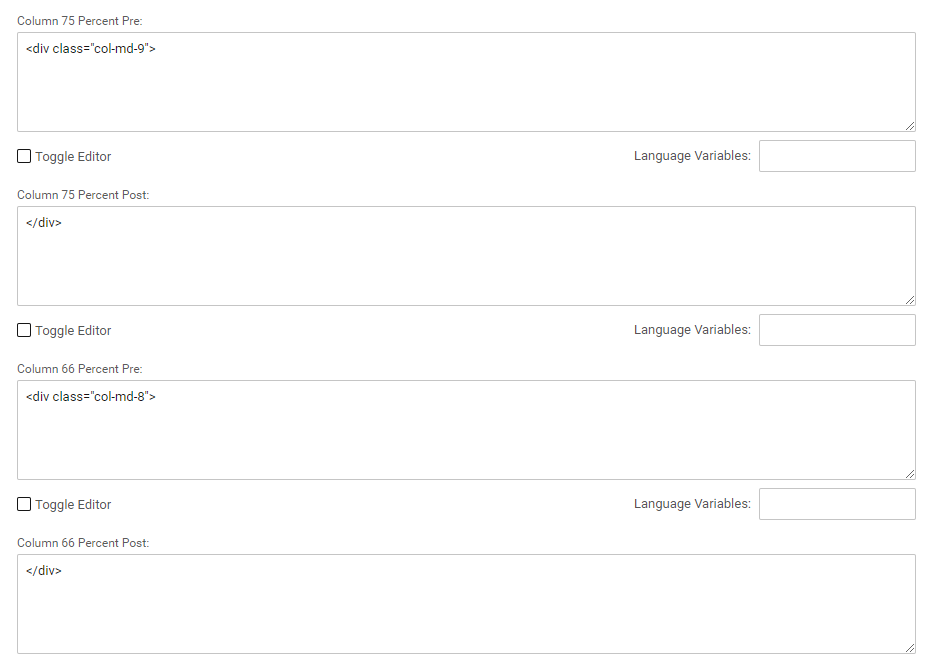 Column 75 Percent Pre:
<div class="col-md-9">
Toggle Editor Language Variables:
Column 75 Percent Post:
</div>
Toggle Editor Language Variables:
Column 66 Percent Pre:
<div class="col-md-8">
Toggle Editor Language Variables:
Column 66 Percent Post:
</div>